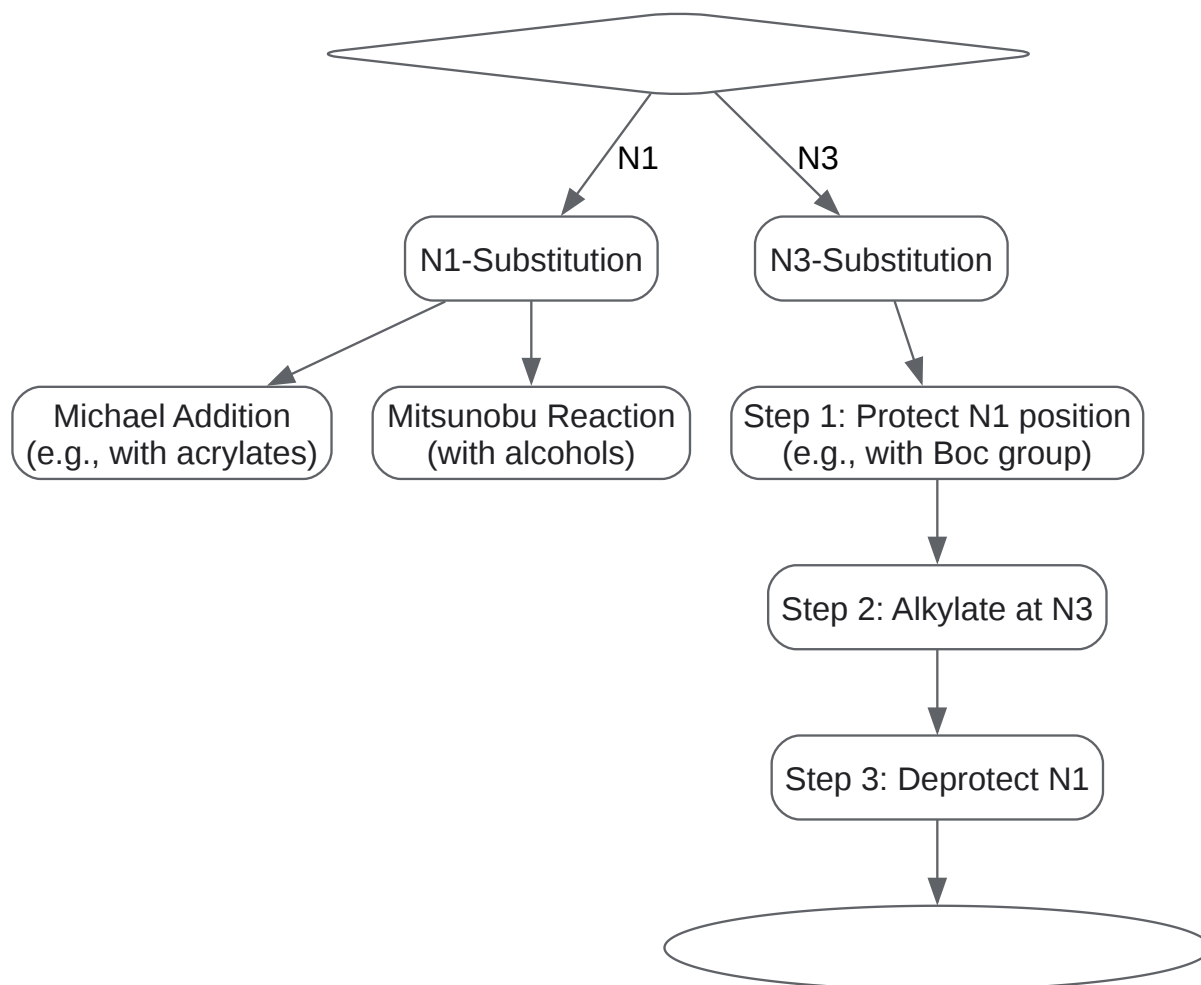 N1
N3
N1-Substitution
N3-Substitution
Michael Addition
(e.g., with acrylates)
Mitsunobu Reaction
(with alcohols)
Step 1: Protect N1 position
(e.g., with Boc group)
Step 2: Alkylate at N3
Step 3: Deprotect N1